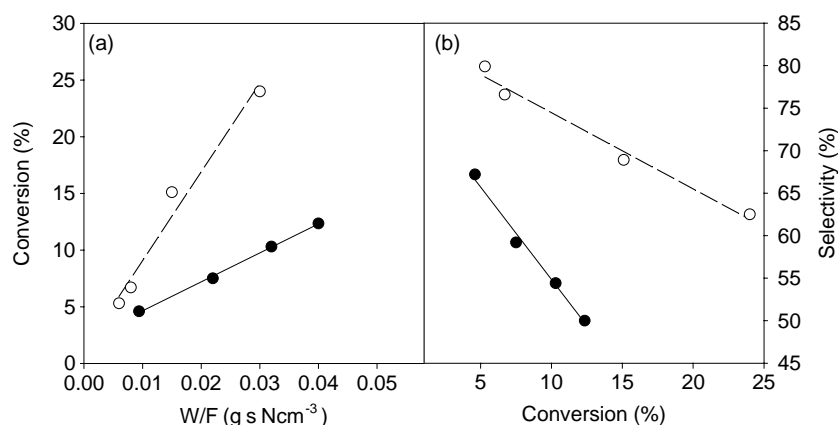 (a)
30
25
20
15
10
5
0
Conversion (%)
0.00 0.01 0.02 0.03 0.04 0.05
W/F (g s Ncm⁻³)
(b)
85
80
75
70
65
60
55
50
45
Selectivity (%)
5 10 15 20 25
Conversion (%)